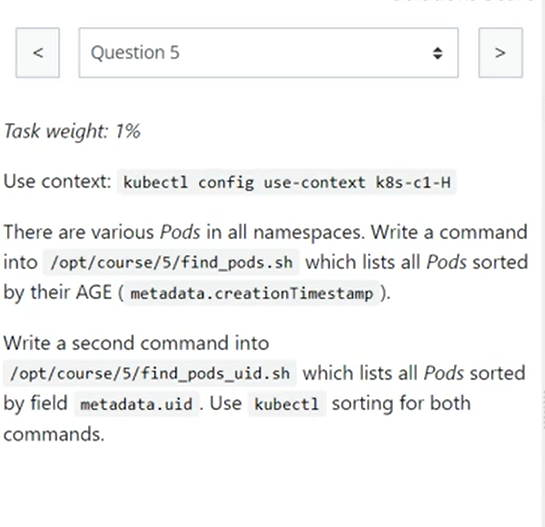 < Question 5 >
Task weight: 1%
Use context: kubectl config use-context k8s-c1-H
There are various Pods in all namespaces. Write a command
into /opt/course/5/find_pods.sh which lists all Pods sorted
by their AGE ( metadata.creationTimestamp ).
Write a second command into
/opt/course/5/find_pods_uid.sh which lists all Pods sorted
by field metadata.uid . Use kubectl sorting for both
commands.